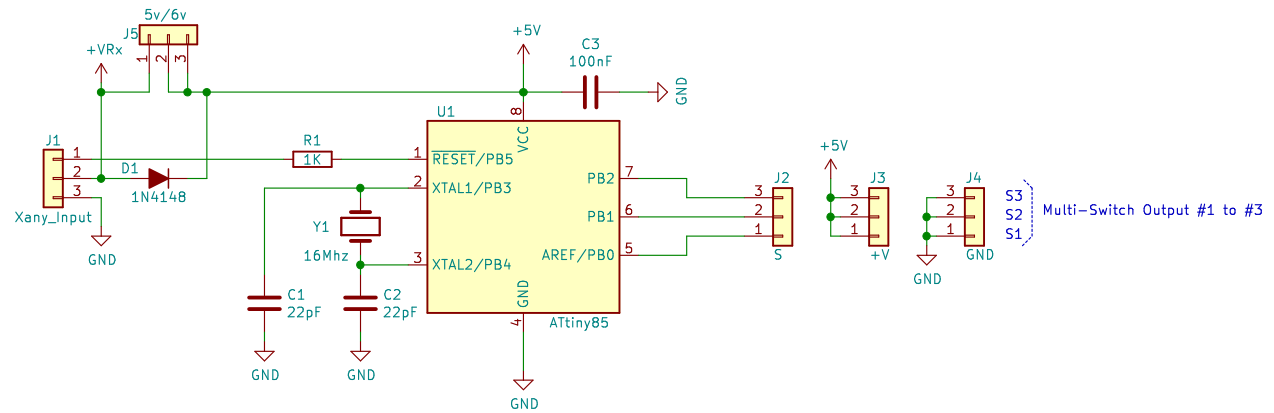 5v/6v
J5
1
2
3
+VRx
+5V
C3
100nF
GND
J1
1
2
3
Xany_Input
GND
D1
1N4148
R1
1K
U1
8
VCC
1
RESET/PB5
2
XTAL1/PB3
3
XTAL2/PB4
7
PB2
6
PB1
5
AREF/PB0
GND
4
ATtiny85
GND
Y1
16Mhz
C1
22pF
GND
C2
22pF
GND
J2
3
2
1
S
+5V
J3
3
2
1
+V
J4
3
2
1
GND
GND
S3
S2
S1
Multi-Switch Output #1 to #3